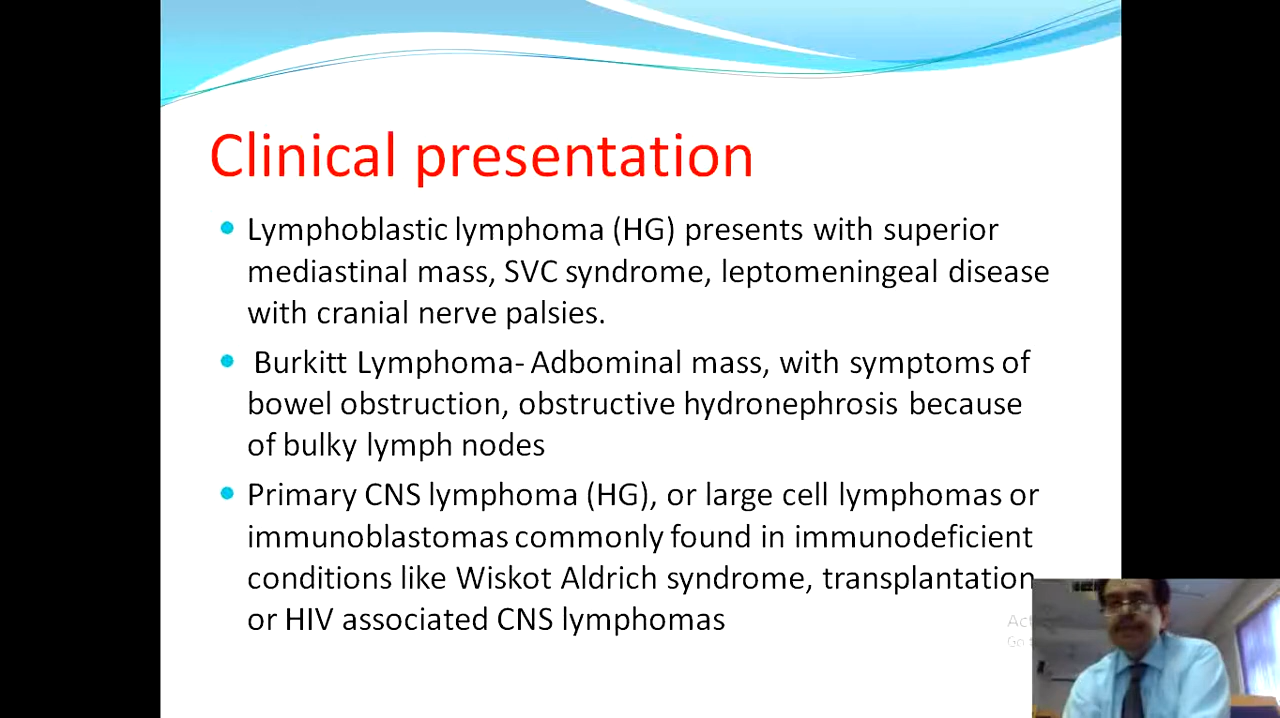 Clinical presentation
Lymphoblastic lymphoma (HG) presents with superior
mediastinal mass, SVC syndrome, leptomeningeal disease
with cranial nerve palsies.
Burkitt Lymphoma- Adbominal mass, with symptoms of
bowel obstruction, obstructive hydronephrosis because
of bulky lymph nodes
Primary CNS lymphoma (HG), or large cell lymphomas or
immunoblastomas commonly found in immunodeficient
conditions like Wiskot Aldrich syndrome, transplantation
or HIV associated CNS lymphomas
Act
Go